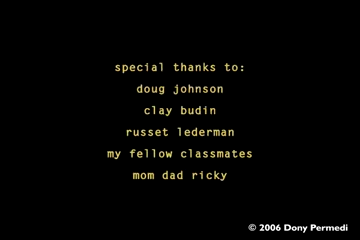 special thanks to:
doug johnson
clay budin
russet lederman
my fellow classmates
mom dad ricky
© 2006 Dony Permedi